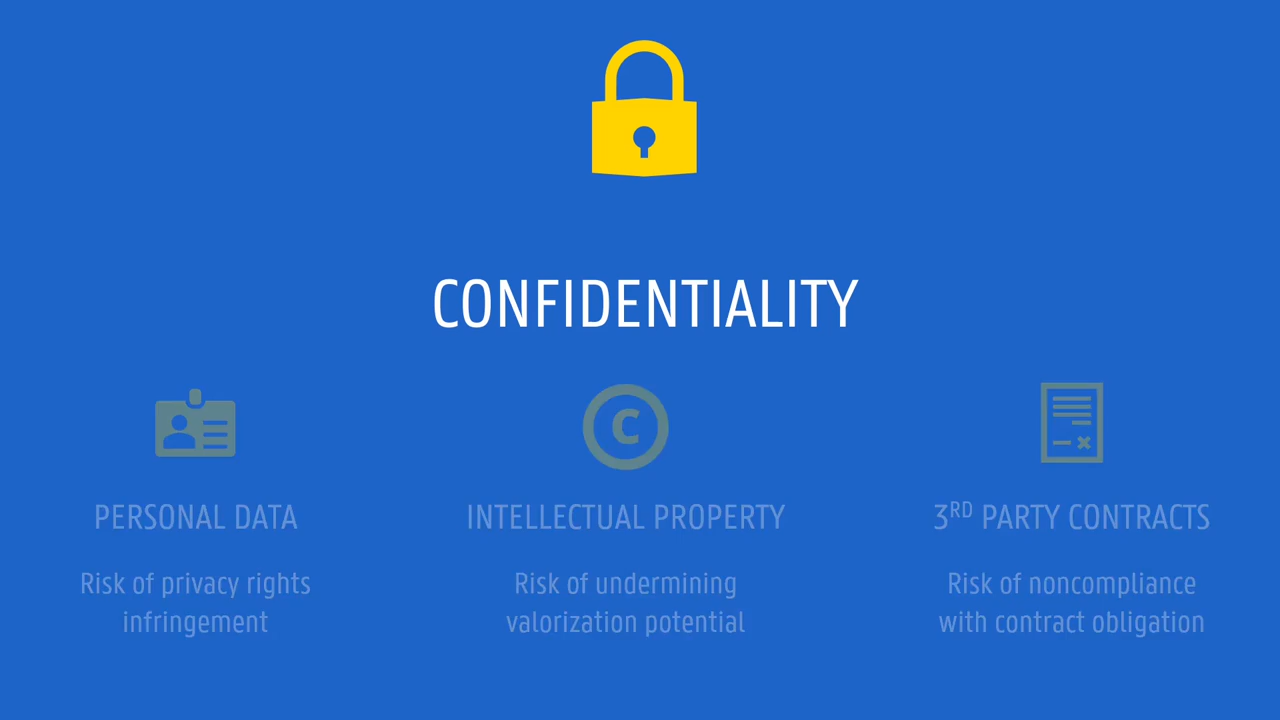 CONFIDENTIALITY
C
PERSONAL DATA
Risk of privacy rights
infringement
INTELLECTUAL PROPERTY
Risk of undermining
valorization potential
3RD PARTY CONTRACTS
Risk of noncompliance
with contract obligation